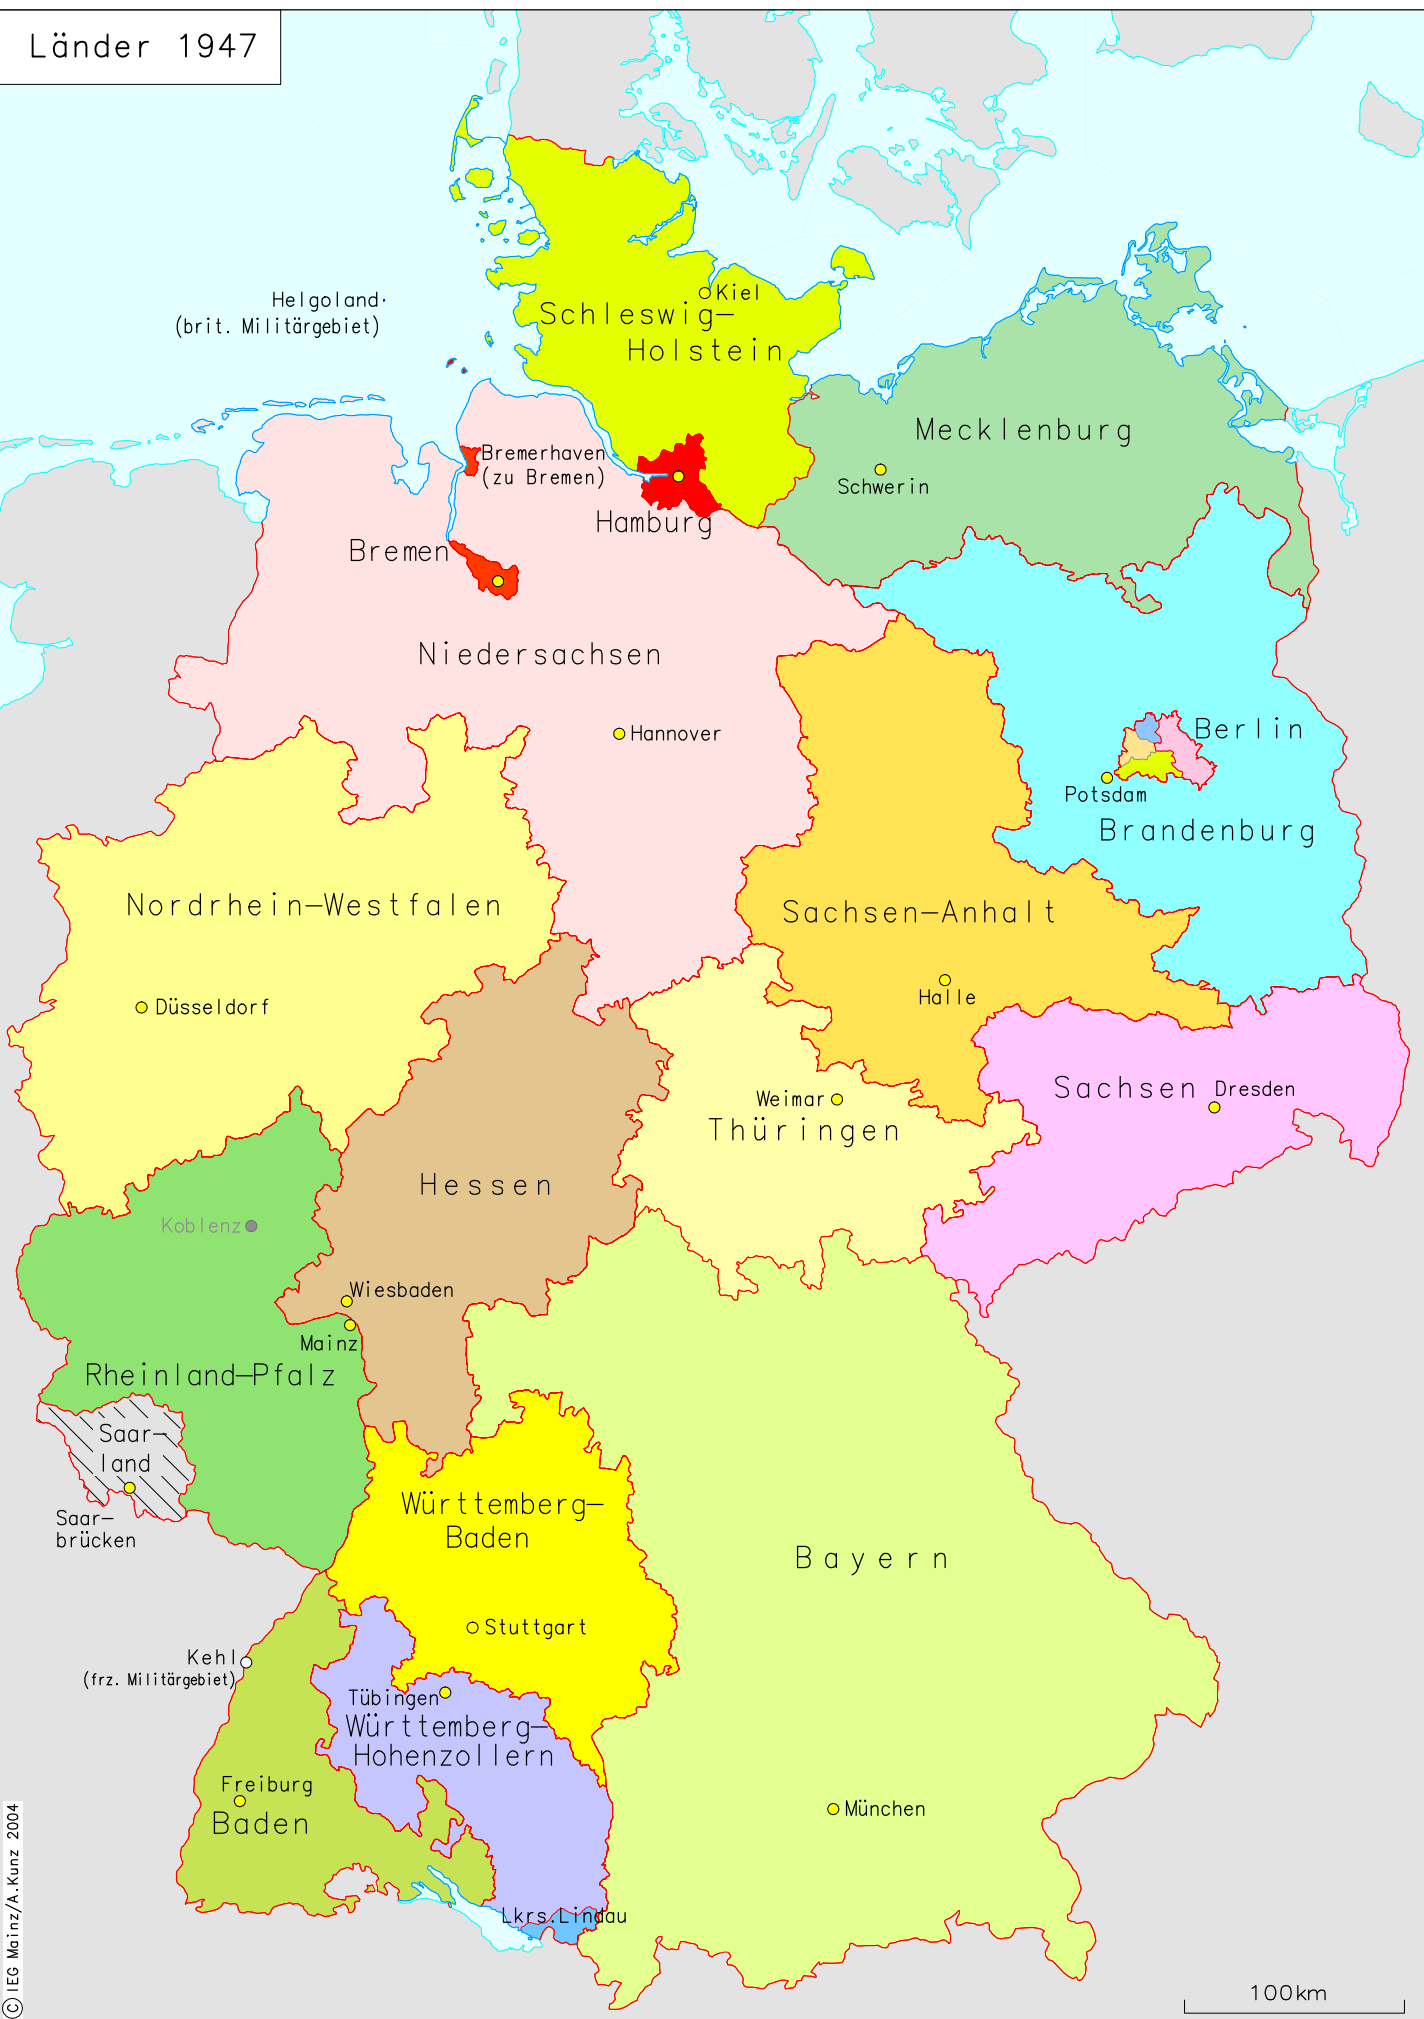 Länder 1947
Kiel
Helgoland
(brit. Militärgebiet)
Schleswig-
Holstein
Mecklenburg
Bremerhaven
(zu Bremen)
Schwerin
Hamburg
Bremen
Niedersachsen
Hannover
Berlin
Potsdam
Brandenburg
Nordrhein-Westfalen
Sachsen-Anhalt
Halle
Düsseldorf
Sachsen
Dresden
Weimar
Thüringen
Hessen
Koblenz
Wiesbaden
Mainz
Rheinland-Pfalz
Saar-
land
Saar-
brücken
Württemberg-
Baden
Bayern
Stuttgart
Kehl
(frz. Militärgebiet)
Tübingen
Württemberg-
Hohenzollern
Freiburg
Baden
München
Lkrs.Lindau
100km
© IEG Mainz/A.Kunz 2004